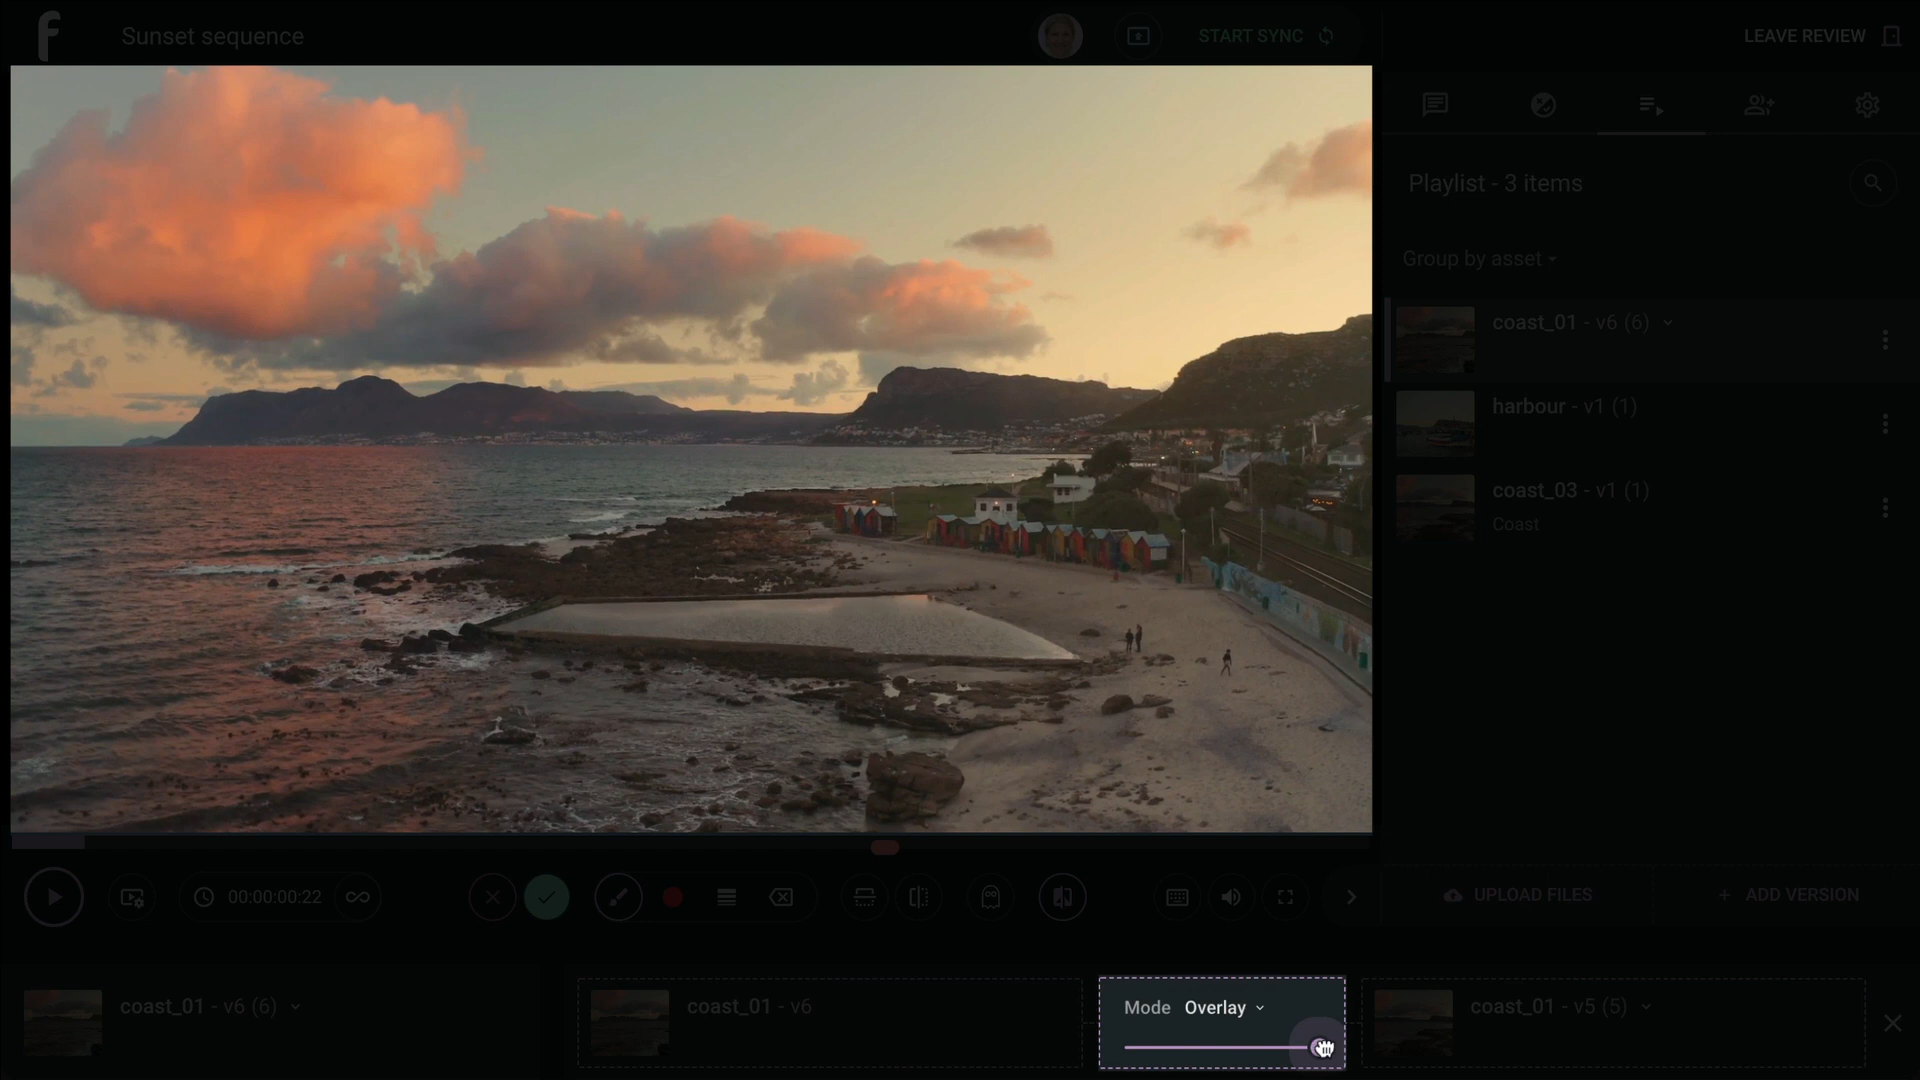 f
Sunset sequence
START SYNC
LEAVE REVIEW
Playlist - 3 items
Group by asset
coast_01 - v6 (6)
harbour - v1 (1)
coast_03 - v1 (1)
Coast
00:00:00:22
UPLOAD FILES
+ ADD VERSION
coast_01 - v6 (6)
coast_01 - v6
Mode Overlay
coast_01 - v5 (5)